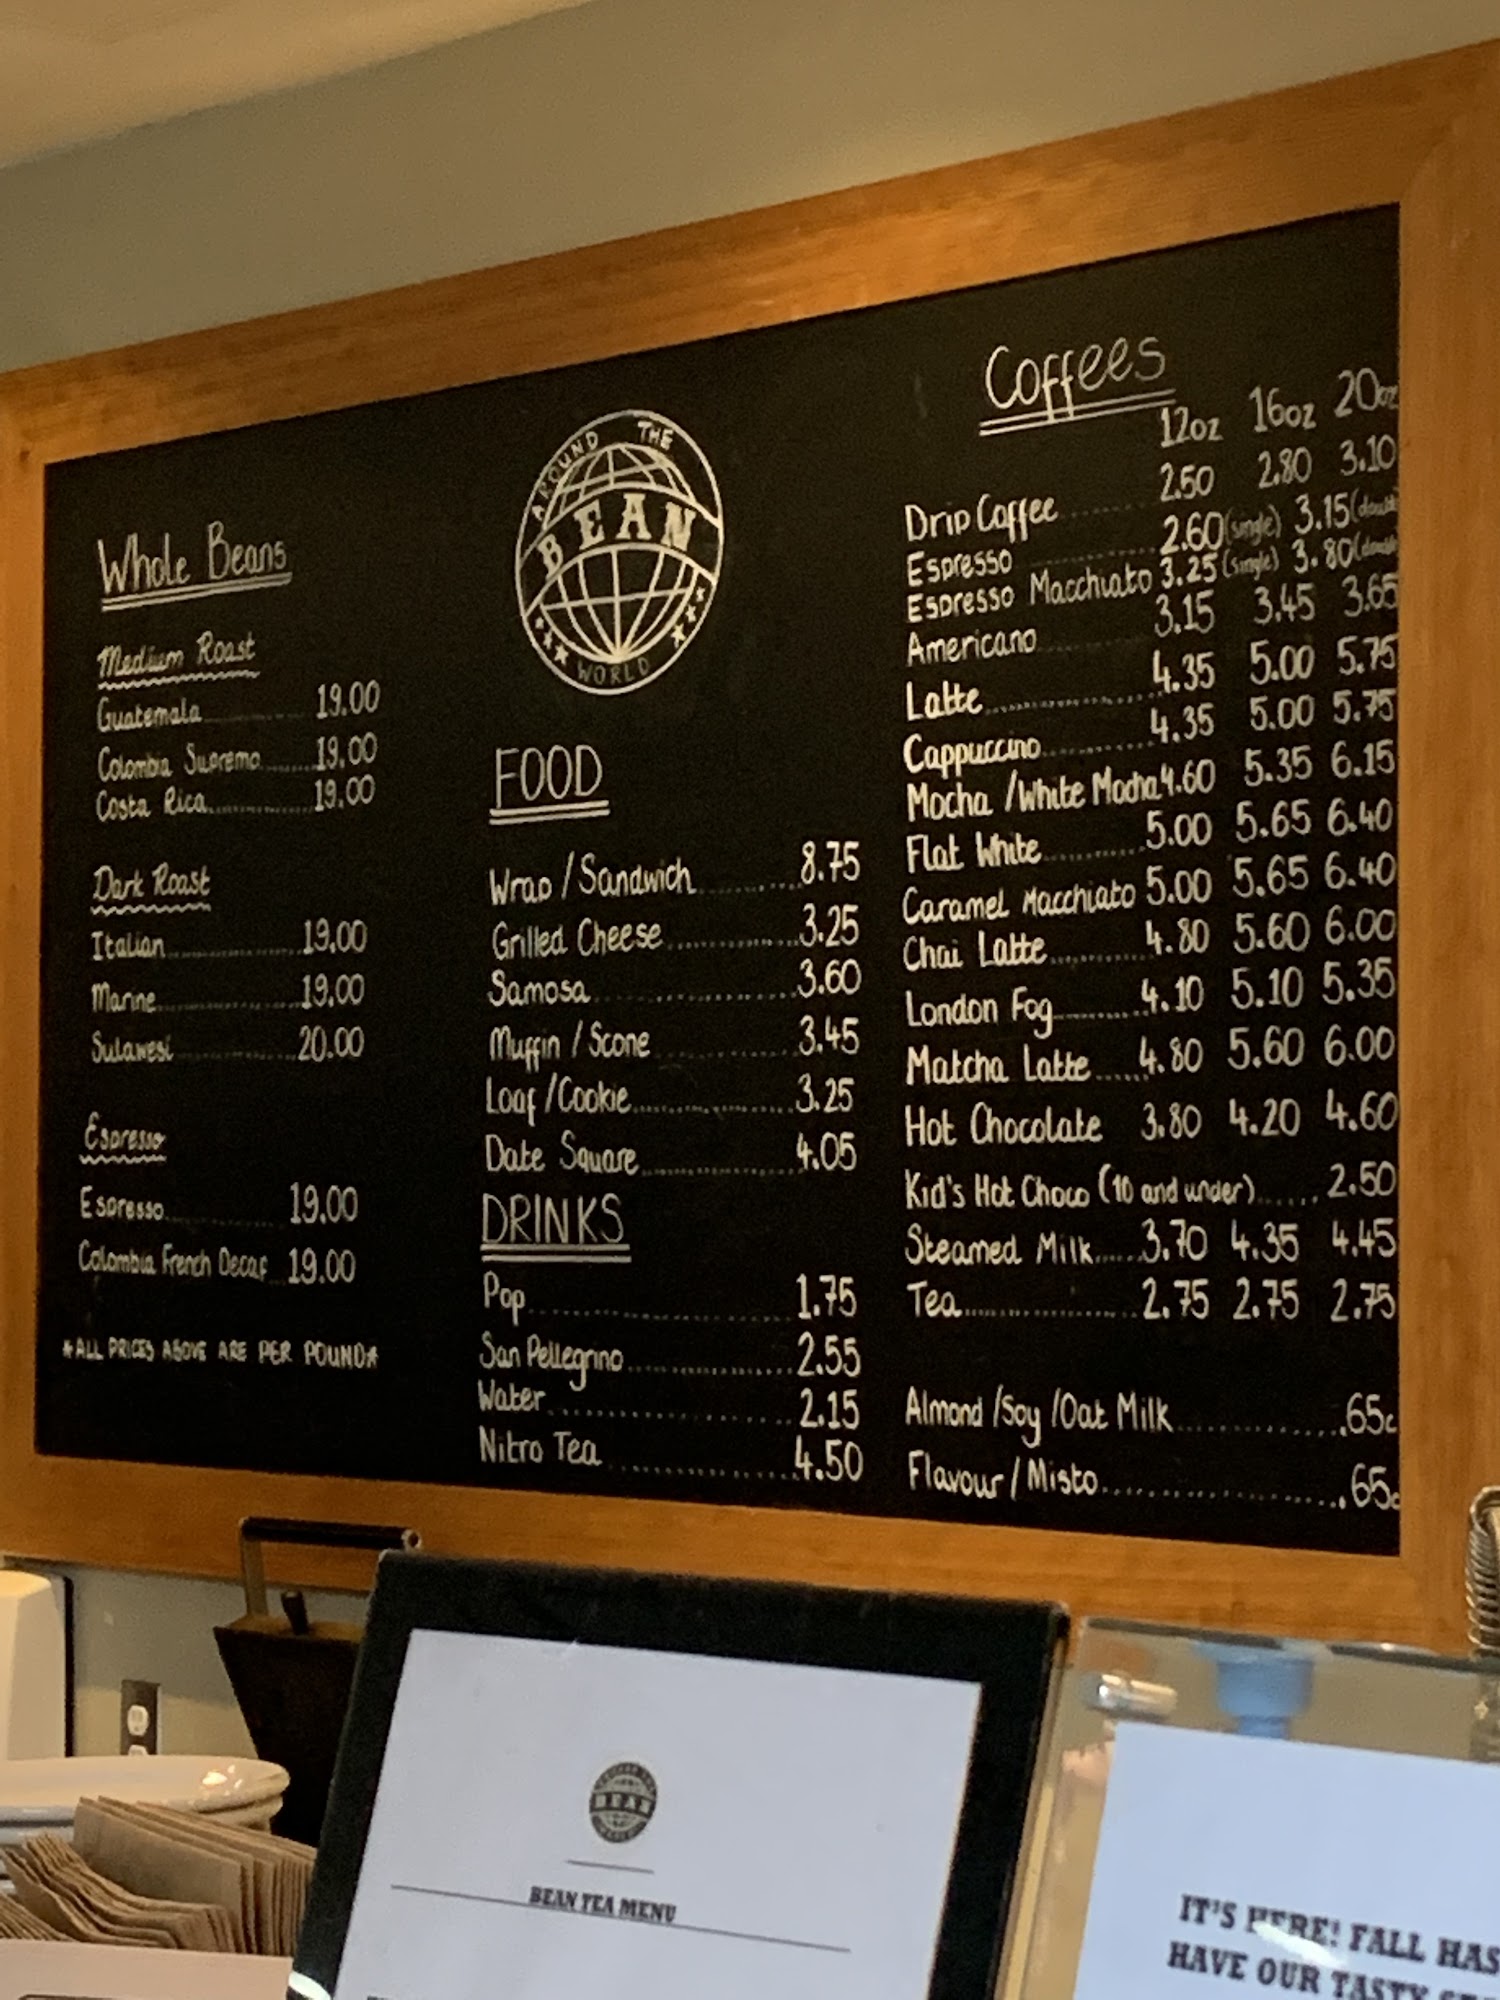 Whole Beans
Medium Roast
Guatemala 19.00
Colombia Supremo 19.00
Costa Rica 19.00
Dark Roast
Italian 19.00
Marine 19.00
Sulawesi 20.00
Espresso
Espresso 19.00
Colombia French Decaf 19.00
*ALL PRICES ABOVE ARE PER POUND*
AROUND THE
BEAN
WORLD
FOOD
Wrap / Sandwich 8.75
Grilled Cheese 3.25
Samosa 3.60
Muffin / Scone 3.45
Loaf / Cookie 3.25
Date Square 4.05
DRINKS
Pop 1.75
San Pellegrino 2.55
Water 2.15
Nitro Tea 4.50
Coffees
12oz 16oz 20oz
Drip Coffee 2.50 2.80 3.10
Espresso 2.60 (single) 3.15 (double
Espresso Macchiato 3.25 (single) 3.80 (double
Americano 3.15 3.45 3.65
Latte 4.35 5.00 5.75
Cappuccino 4.35 5.00 5.75
Mocha / White Mocha 4.60 5.35 6.15
Flat White 5.00 5.65 6.40
Caramel Macchiato 5.00 5.65 6.40
Chai Latte 4.80 5.60 6.00
London Fog 4.10 5.10 5.35
Matcha Latte 4.80 5.60 6.00
Hot Chocolate 3.80 4.20 4.60
Kid's Hot Choco (10 and under) 2.50
Steamed Milk 3.70 4.35 4.45
Tea 2.75 2.75 2.75
Almond / Soy / Oat Milk .65c
Flavour / Misto .65c
BEAN
BEAN TEA MENU
IT'S HERE! FALL HAS
HAVE OUR TASTY